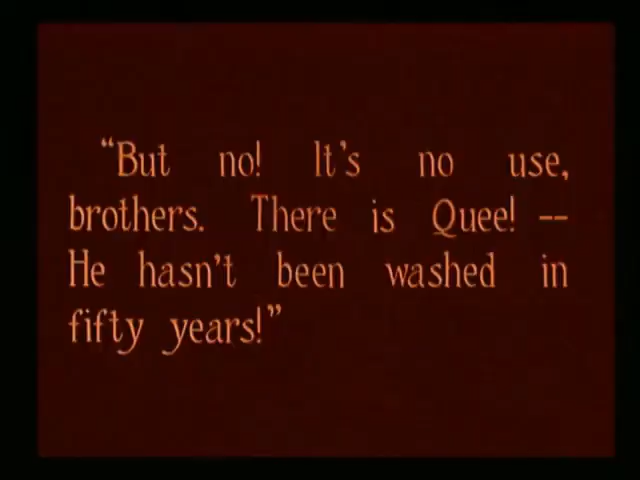 “But no! It’s no use,
brothers. There is Quee! --
He hasn’t been washed in
fifty years!”